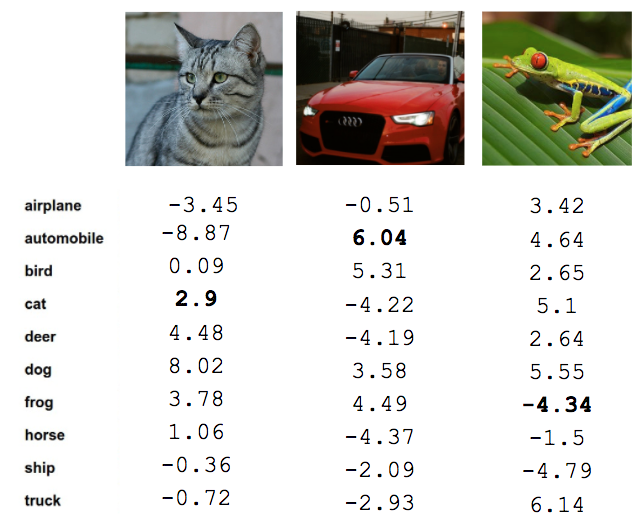 airplane -3.45 -0.51 3.42
automobile -8.87 6.04 4.64
bird 0.09 5.31 2.65
cat 2.9 -4.22 5.1
deer 4.48 -4.19 2.64
dog 8.02 3.58 5.55
frog 3.78 4.49 -4.34
horse 1.06 -4.37 -1.5
ship -0.36 -2.09 -4.79
truck -0.72 -2.93 6.14